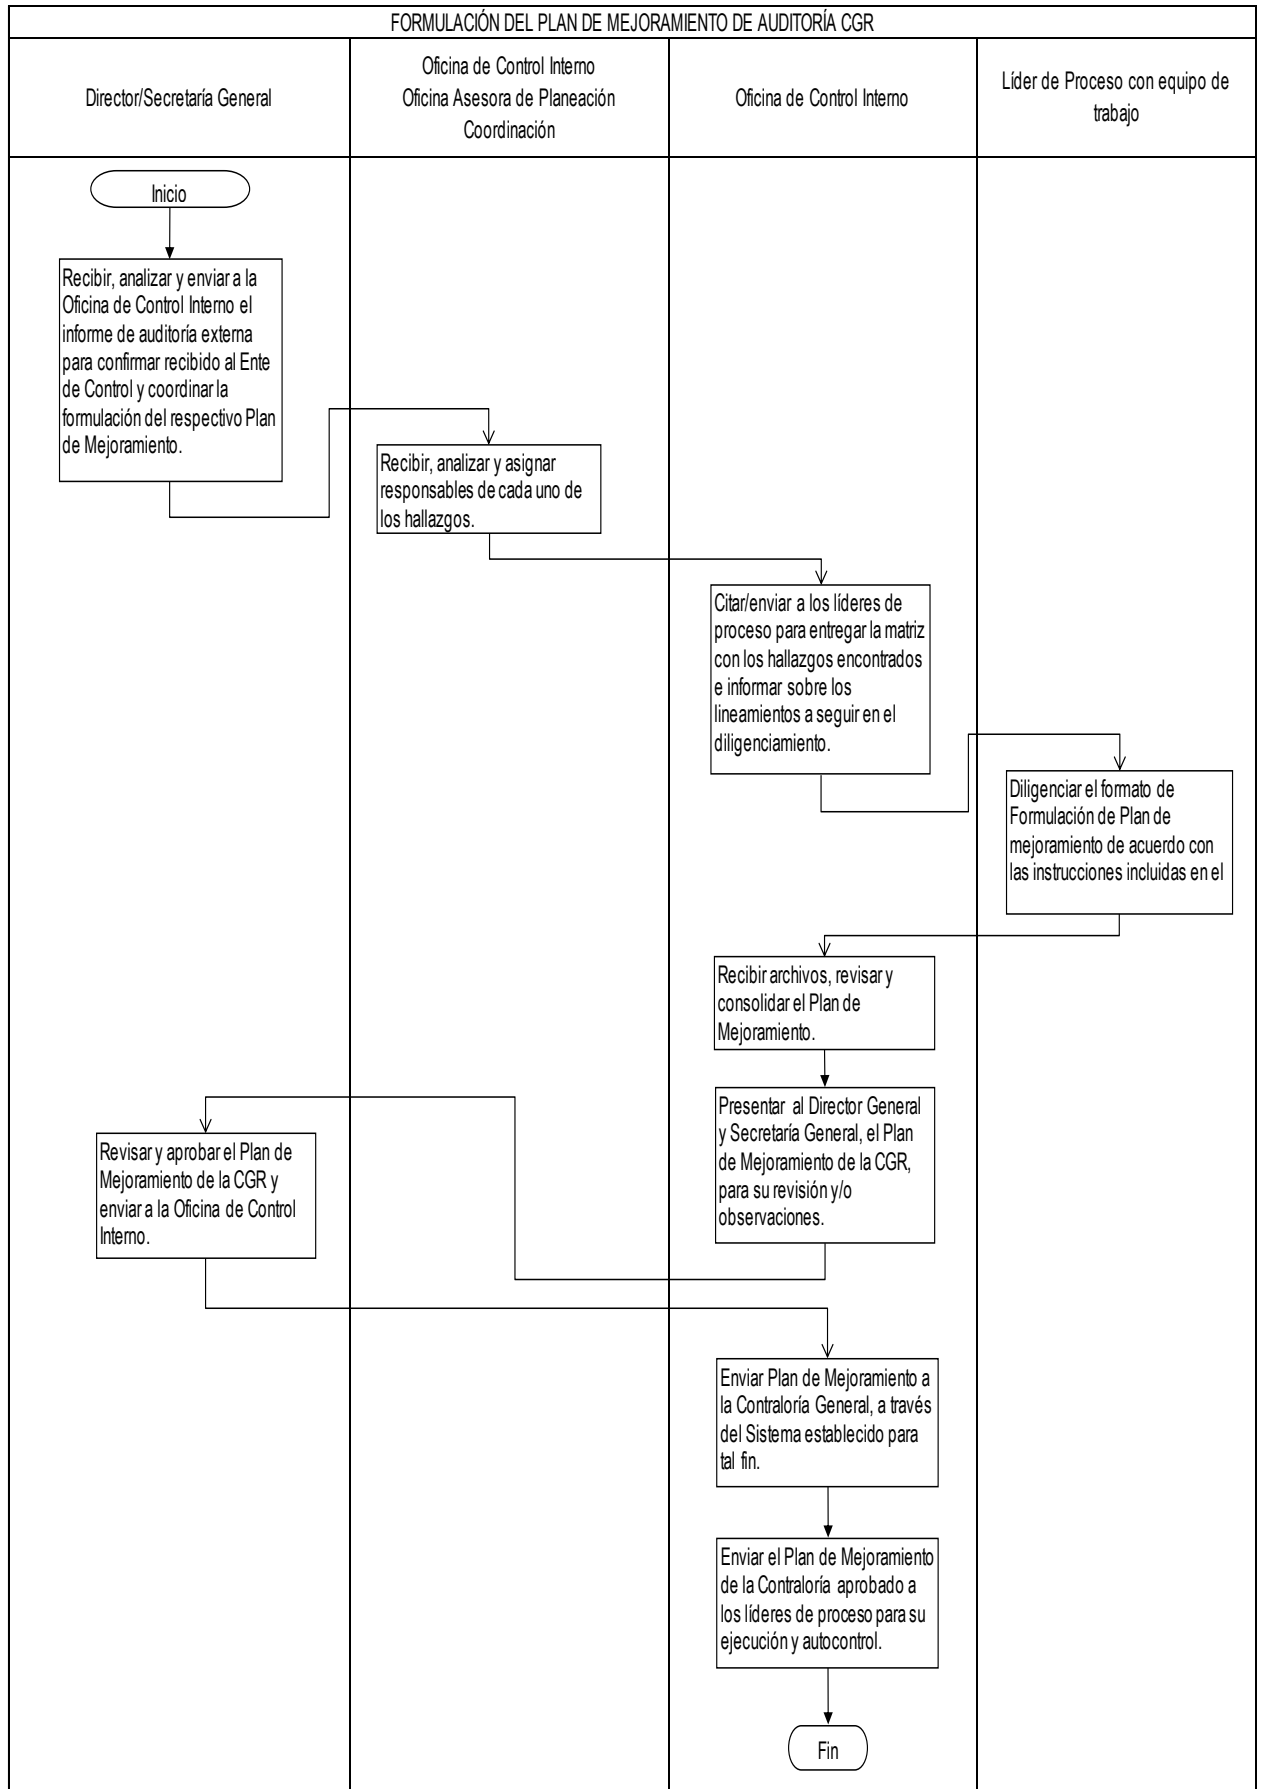 FORMULACIÓN DEL PLAN DE MEJORAMIENTO DE AUDITORÍA CGR
Director/Secretaría General
Oficina de Control Interno
Oficina Asesora de Planeación
Coordinación
Oficina de Control Interno
Líder de Proceso con equipo de
trabajo
Inicio
Recibir, analizar y enviar a la
Oficina de Control Interno el
informe de auditoría externa
para confirmar recibido al Ente
de Control y coordinar la
formulación del respectivo Plan
de Mejoramiento.
Recibir, analizar y asignar
responsables de cada uno de
los hallazgos.
Citar/enviar a los líderes de
proceso para entregar la matriz
con los hallazgos encontrados
e informar sobre los
lineamientos a seguir en el
diligenciamiento.
Diligenciar el formato de
Formulación de Plan de
mejoramiento de acuerdo con
las instrucciones incluidas en el
Recibir archivos, revisar y
consolidar el Plan de
Mejoramiento.
Presentar al Director General
y Secretaría General, el Plan
de Mejoramiento de la CGR,
para su revisión y/o
observaciones.
Revisar y aprobar el Plan de
Mejoramiento de la CGR y
enviar a la Oficina de Control
Interno.
Enviar Plan de Mejoramiento a
la Contraloría General, a través
del Sistema establecido para
tal fin.
Enviar el Plan de Mejoramiento
de la Contraloría aprobado a
los líderes de proceso para su
ejecución y autocontrol.
Fin